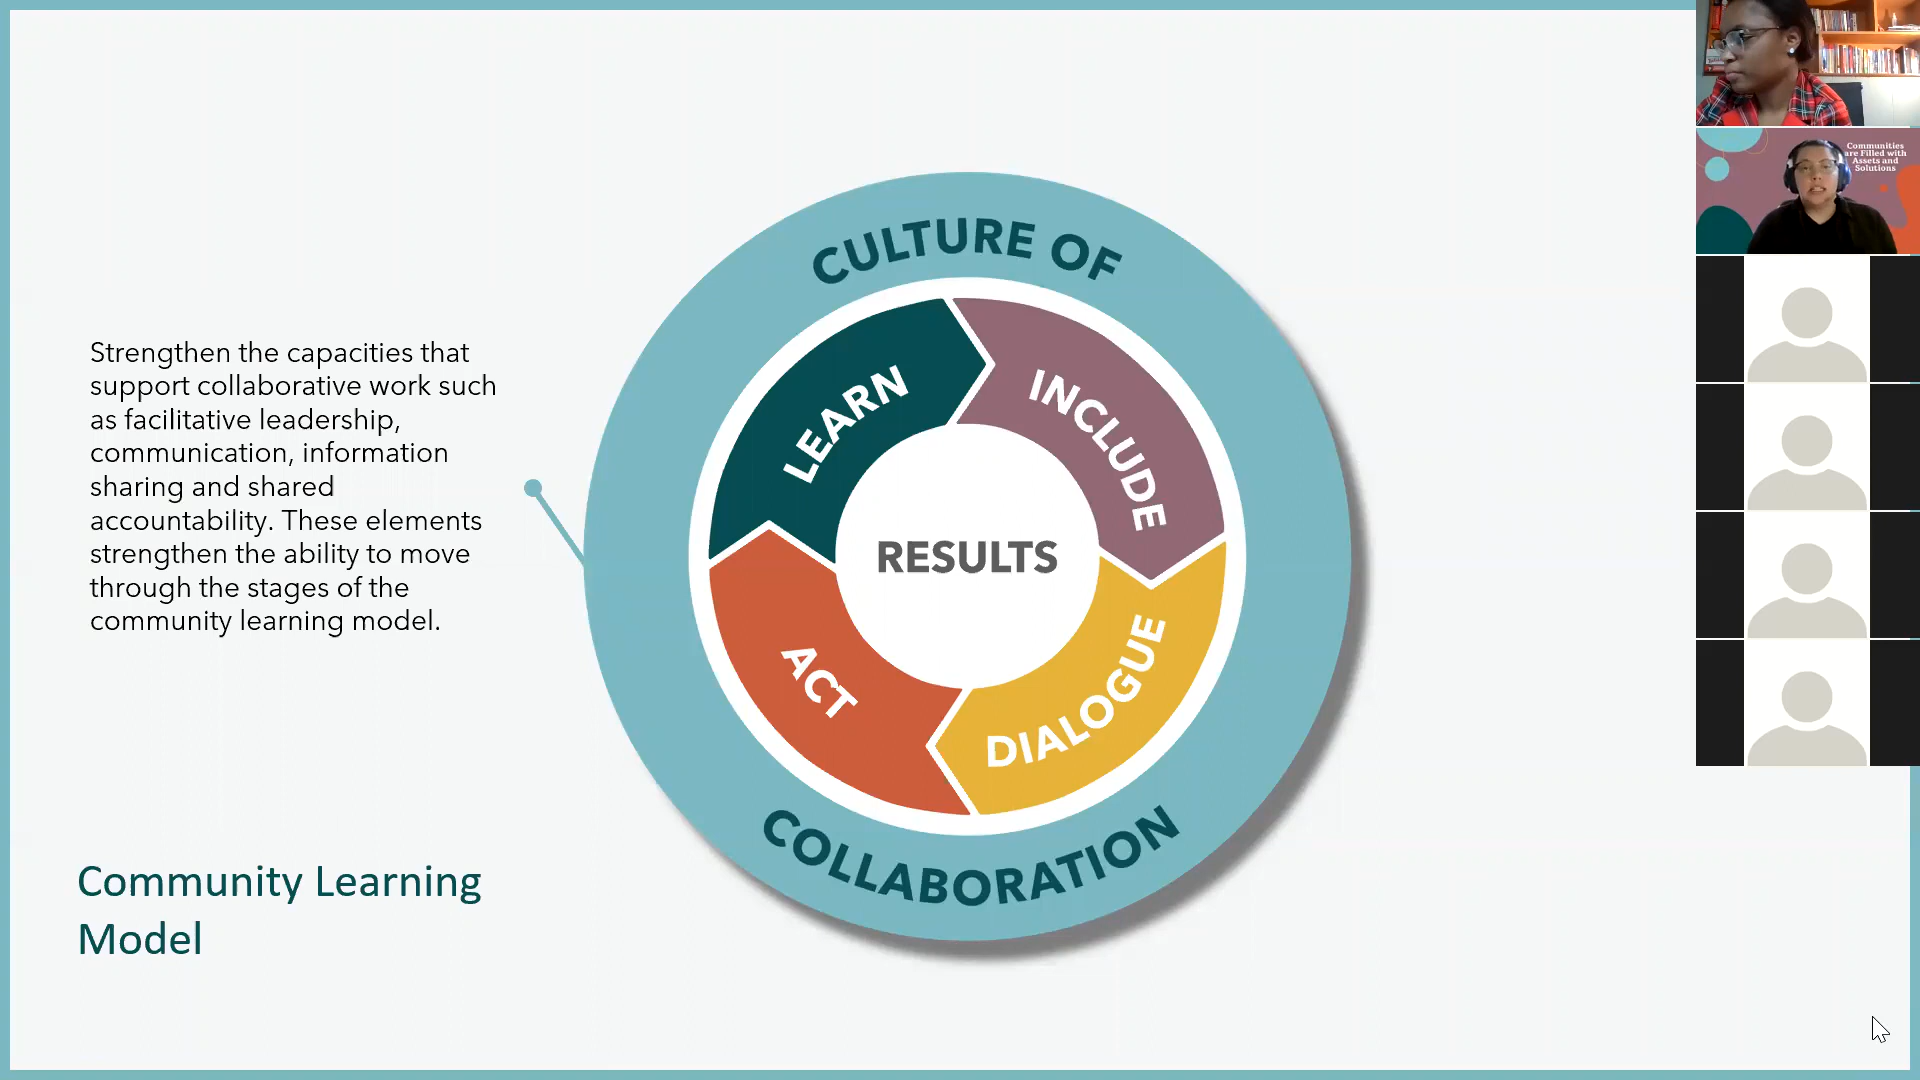 CULTURE OF
LEARN
INCLUDE
RESULTS
ACT
DIALOGUE
COLLABORATION
Strengthen the capacities that
support collaborative work such
as facilitative leadership,
communication, information
sharing and shared
accountability. These elements
strengthen the ability to move
through the stages of the
community learning model.
Community Learning
Model
Communities
are Filled with
Assets and
Solutions